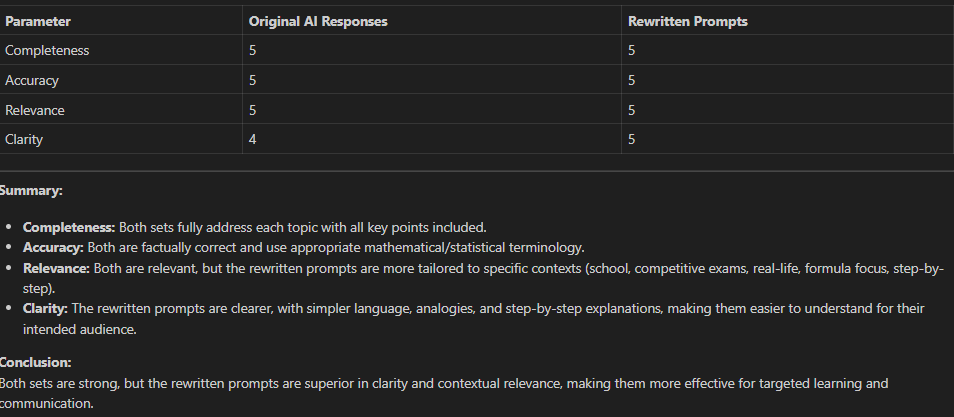 Parameter Original AI Responses Rewritten Prompts
Completeness 5 5
Accuracy 5 5
Relevance 5 5
Clarity 4 5
Summary:
• Completeness: Both sets fully address each topic with all key points included.
• Accuracy: Both are factually correct and use appropriate mathematical/statistical terminology.
• Relevance: Both are relevant, but the rewritten prompts are more tailored to specific contexts (school, competitive exams, real-life, formula focus, step-by-
step).
• Clarity: The rewritten prompts are clearer, with simpler language, analogies, and step-by-step explanations, making them easier to understand for their
intended audience.
Conclusion:
Both sets are strong, but the rewritten prompts are superior in clarity and contextual relevance, making them more effective for targeted learning and
communication.